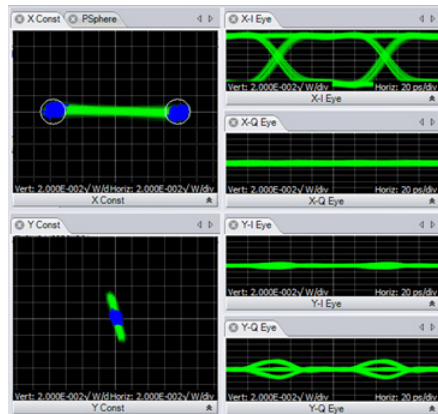 X Const
PSphere
Vert: 2.000E-002√ W/d Horiz: 2.000E-002√ W/div
X Const
Y Const
Vert: 2.000E-002√ W/d Horiz: 2.000E-002√ W/div
Y Const
X-I Eye
Vert: 2.000E-002√ W/div Horiz: 20 ps/div
X-I Eye
X-Q Eye
Vert: 2.000E-002√ W/div Horiz: 20 ps/div
X-Q Eye
Y-I Eye
Vert: 2.000E-002√ W/div Horiz: 20 ps/div
Y-I Eye
Y-Q Eye
Vert: 2.000E-002√ W/div Horiz: 20 ps/div
Y-Q Eye